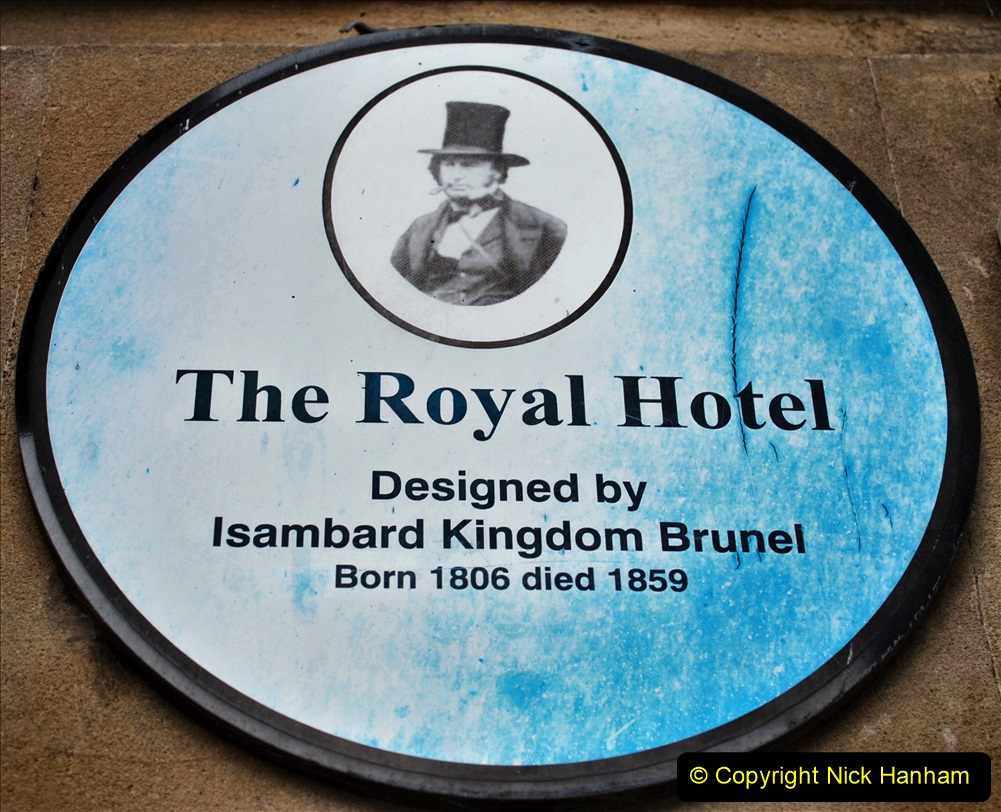 The Royal Hotel
Designed by
Isambard Kingdom Brunel
Born 1806 died 1859
© Copyright Nick Hanham